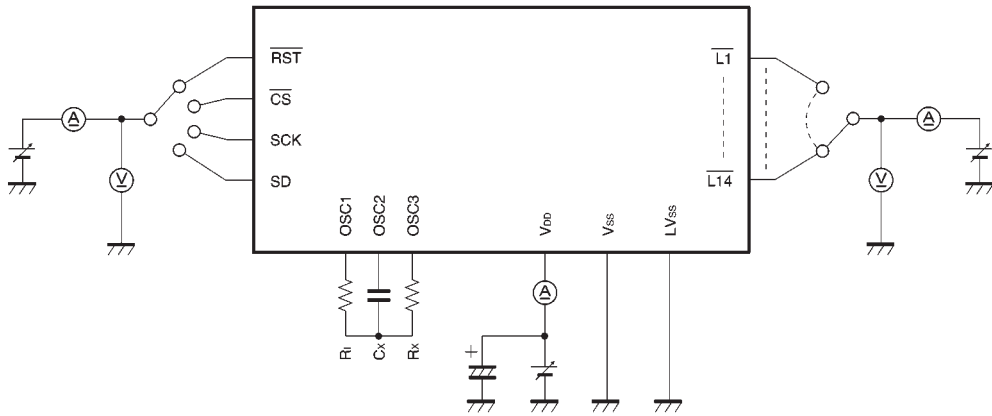 RST
L1
CS
A
A
SCK
V
SD
L14
V
OSC1
OSC2
OSC3
VDD
VSS
LVSS
A
RI
CX
RX
+